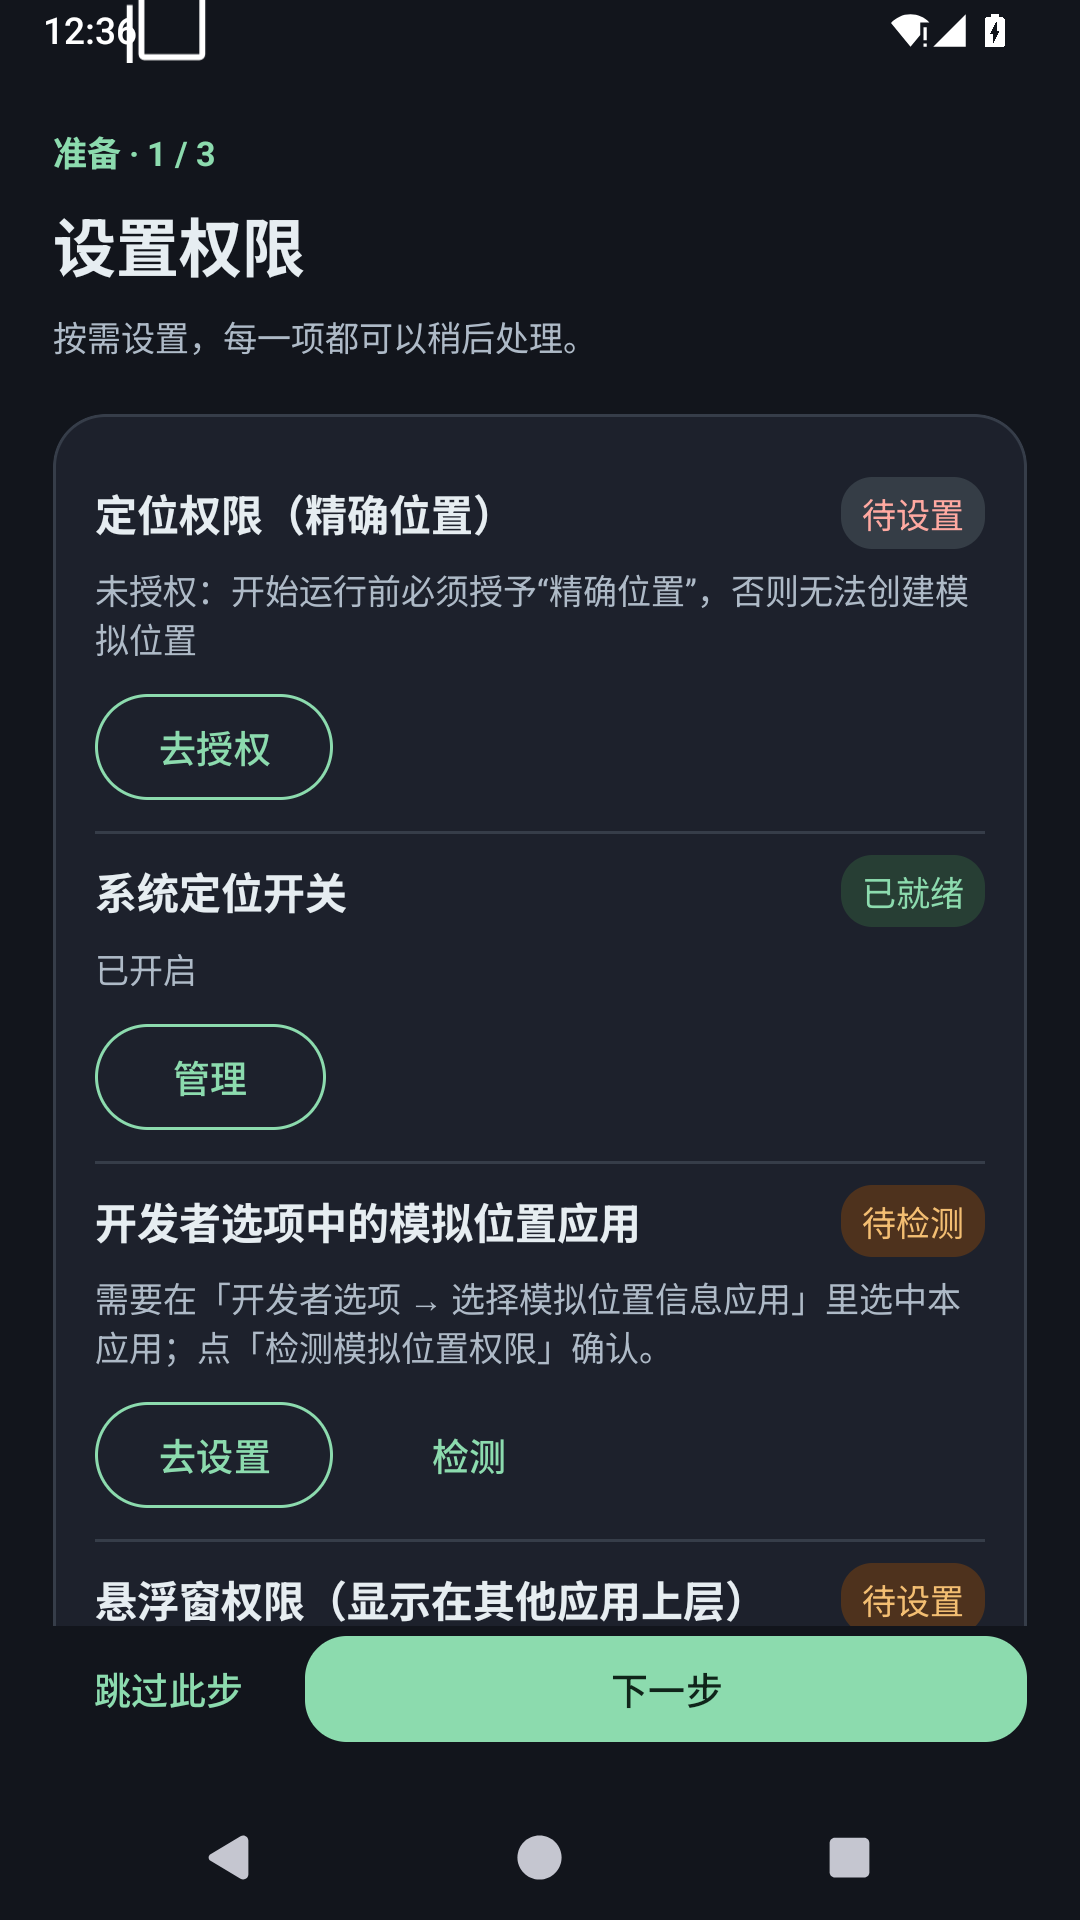 12:36
准备 · 1 / 3
设置权限
按需设置，每一项都可以稍后处理。
定位权限（精确位置）
待设置
未授权：开始运行前必须授予“精确位置”，否则无法创建模
拟位置
去授权
系统定位开关
已就绪
已开启
管理
开发者选项中的模拟位置应用
待检测
需要在「开发者选项 → 选择模拟位置信息应用」里选中本
应用；点「检测模拟位置权限」确认。
去设置
检测
悬浮窗权限（显示在其他应用上层）
待设置
跳过此步
下一步